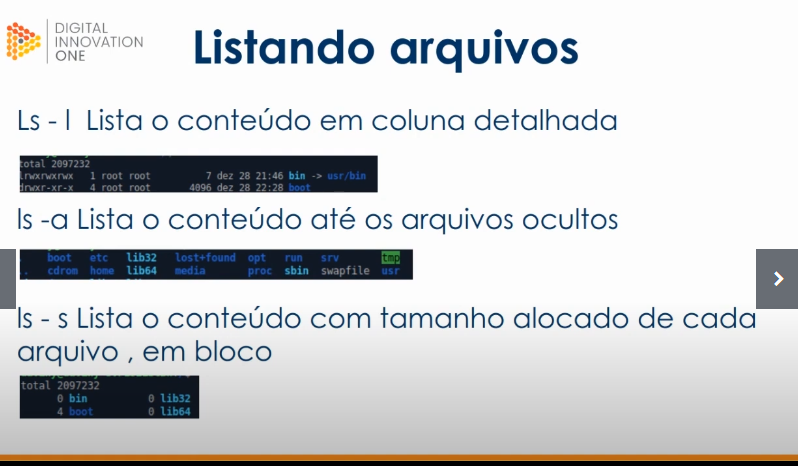 DIGITAL
INNOVATION
ONE
Listando arquivos
Ls - l Lista o conteúdo em coluna detalhada
total 2097232
lrwxrwxrwx 1 root root 7 dez 28 21:46 bin -> usr/bin
drwxr-xr-x 4 root root 4096 dez 28 22:28 boot
ls -a Lista o conteúdo até os arquivos ocultos
. boot etc lib32 lost+found opt run srv tmp
.. cdrom home lib64 media proc sbin swapfile usr
ls - s Lista o conteúdo com tamanho alocado de cada
arquivo , em bloco
total 2097232
0 bin 0 lib32
4 boot 0 lib64